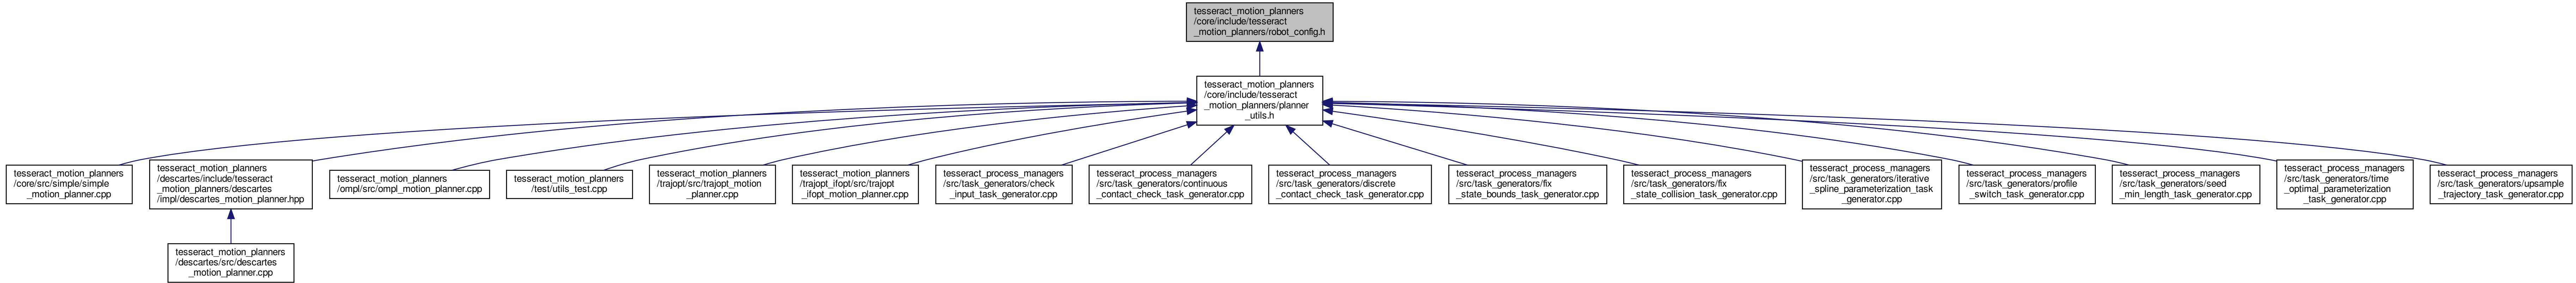 tesseract_motion_planners
/core/include/tesseract
_motion_planners/robot_config.h
tesseract_motion_planners
/core/include/tesseract
_motion_planners/planner
_utils.h
tesseract_motion_planners
/core/src/simple/simple
_motion_planner.cpp
tesseract_motion_planners
/descartes/include/tesseract
_motion_planners/descartes
/impl/descartes_motion_planner.hpp
tesseract_motion_planners
/ompl/src/ompl_motion_planner.cpp
tesseract_motion_planners
/test/utils_test.cpp
tesseract_motion_planners
/trajopt/src/trajopt_motion
_planner.cpp
tesseract_motion_planners
/trajopt_ifopt/src/trajopt
_ifopt_motion_planner.cpp
tesseract_process_managers
/src/task_generators/check
_input_task_generator.cpp
tesseract_process_managers
/src/task_generators/continuous
_contact_check_task_generator.cpp
tesseract_process_managers
/src/task_generators/discrete
_contact_check_task_generator.cpp
tesseract_process_managers
/src/task_generators/fix
_state_bounds_task_generator.cpp
tesseract_process_managers
/src/task_generators/fix
_state_collision_task_generator.cpp
tesseract_process_managers
/src/task_generators/iterative
_spline_parameterization_task
_generator.cpp
tesseract_process_managers
/src/task_generators/profile
_switch_task_generator.cpp
tesseract_process_managers
/src/task_generators/seed
_min_length_task_generator.cpp
tesseract_process_managers
/src/task_generators/time
_optimal_parameterization
_task_generator.cpp
tesseract_process_managers
/src/task_generators/upsample
_trajectory_task_generator.cpp
tesseract_motion_planners
/descartes/src/descartes
_motion_planner.cpp